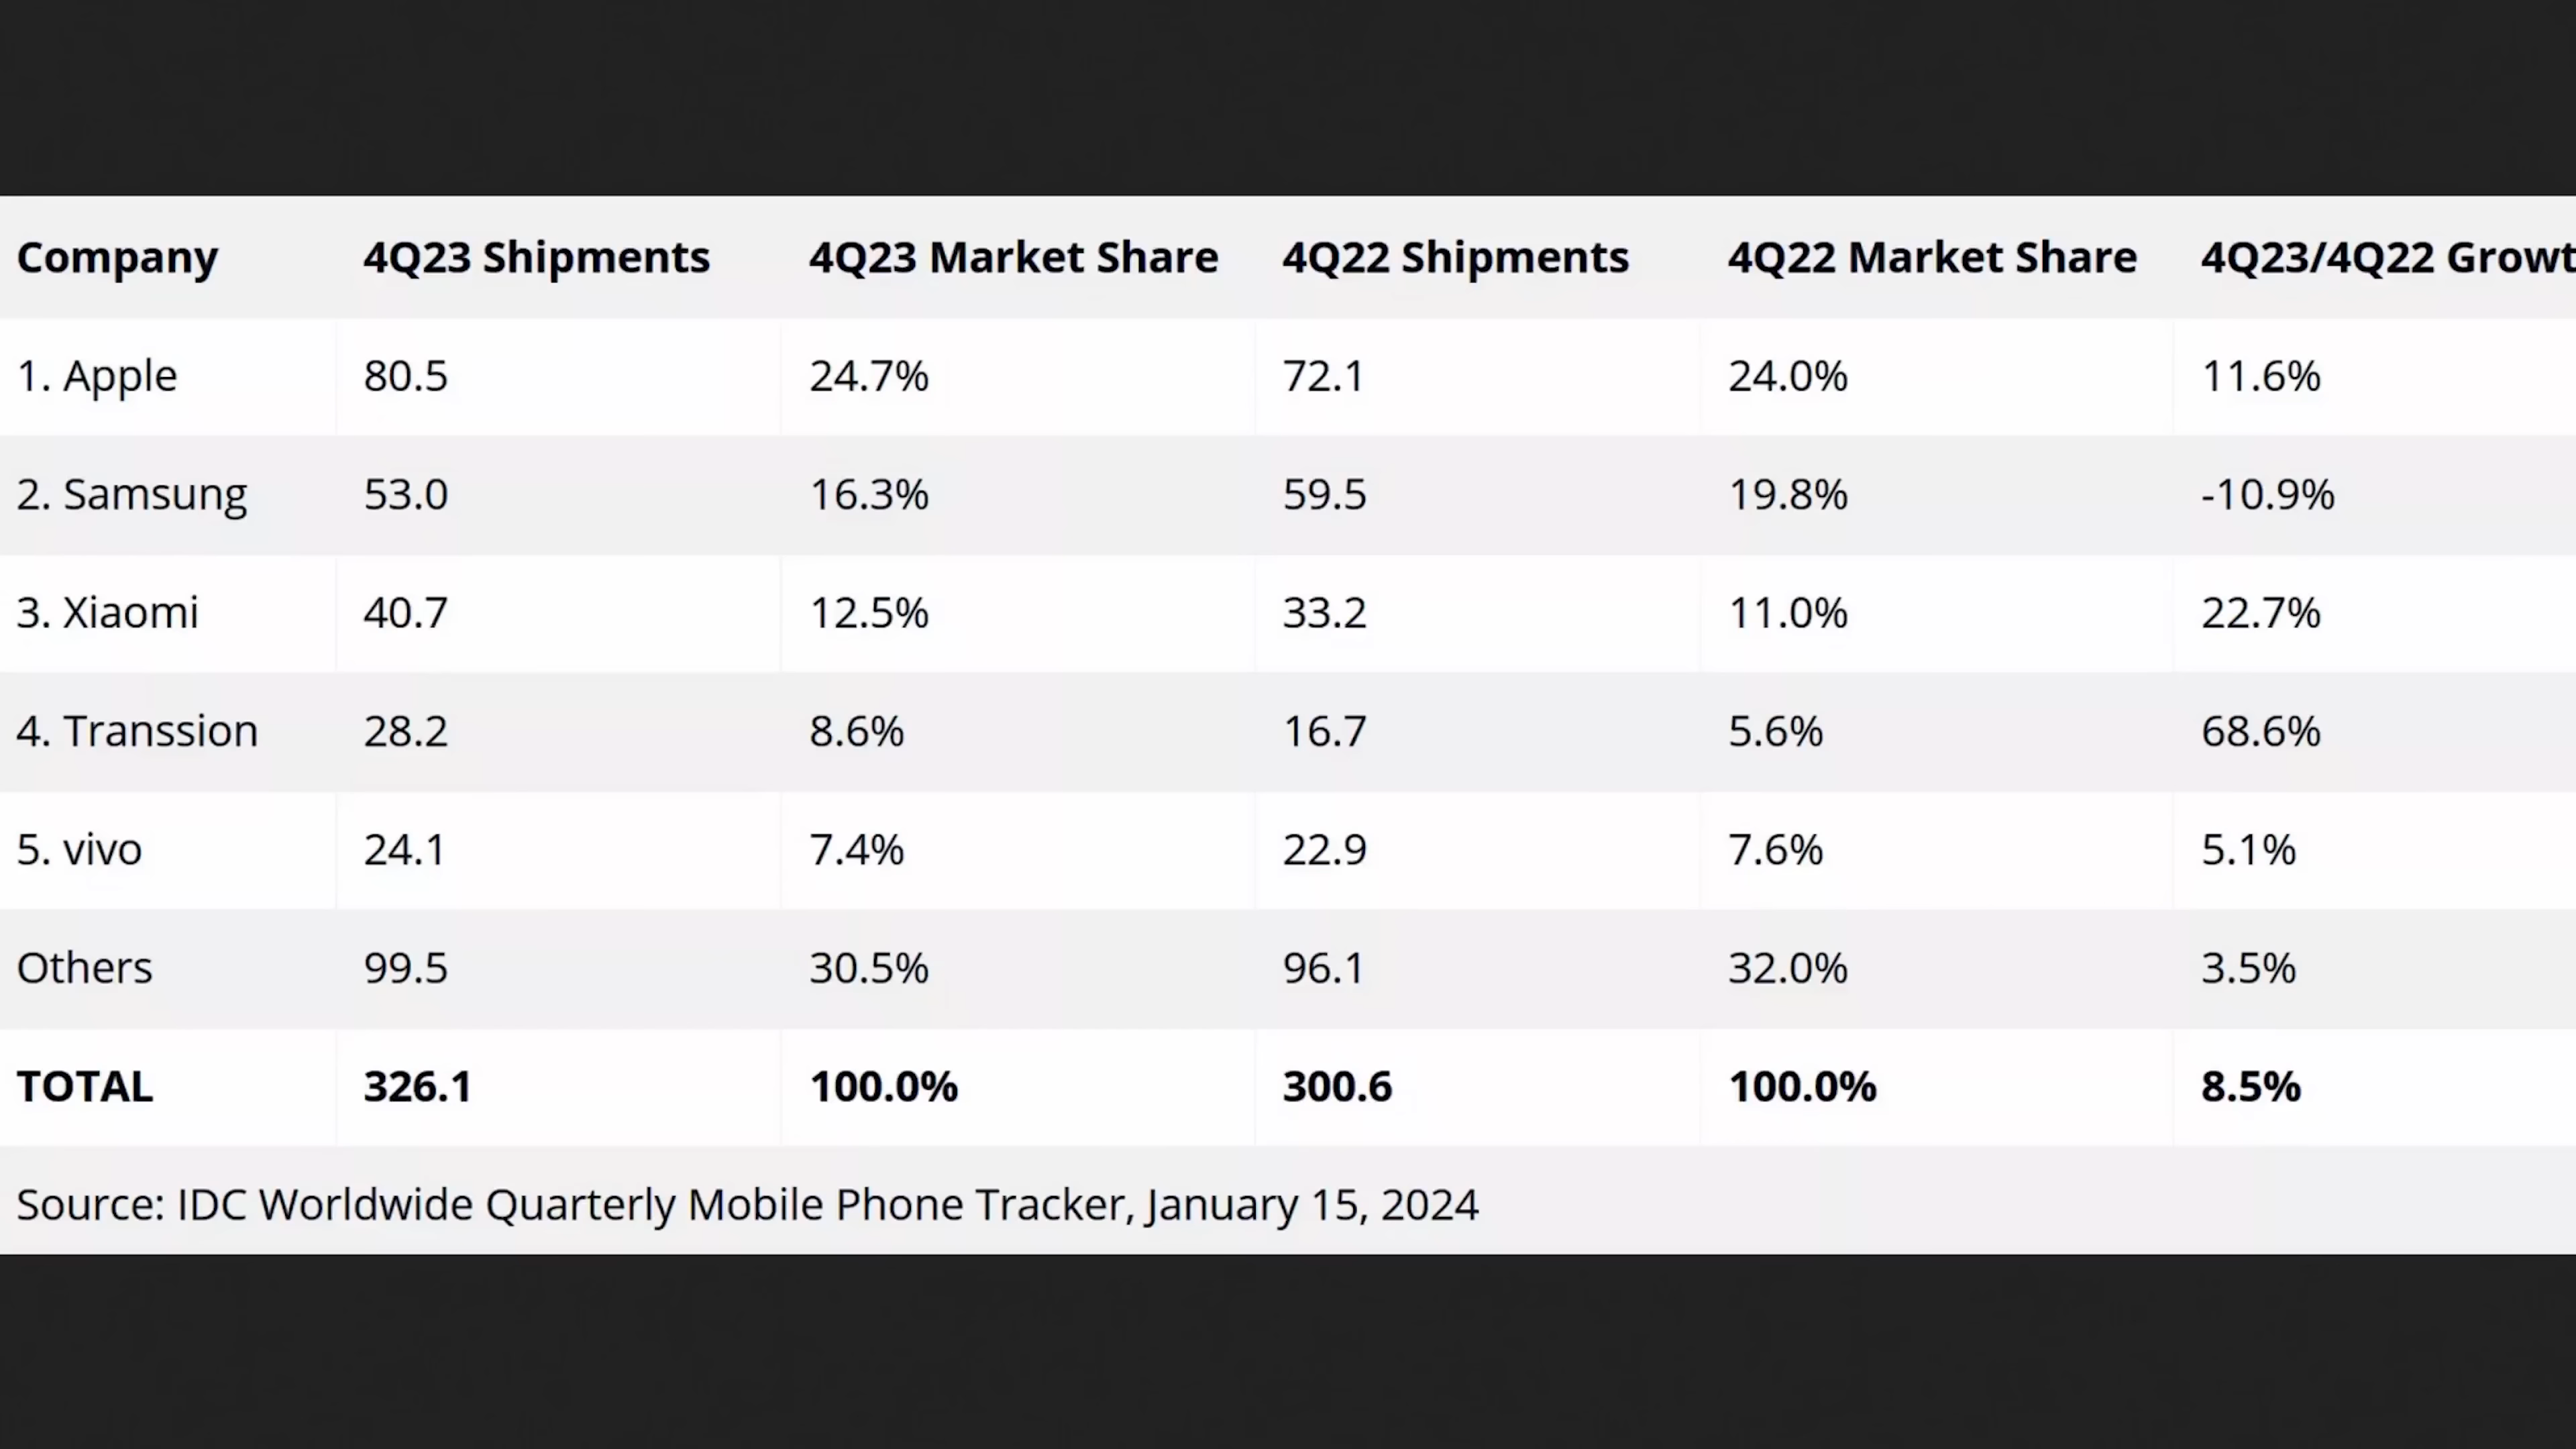 Company 4Q23 Shipments 4Q23 Market Share 4Q22 Shipments 4Q22 Market Share 4Q23/4Q22 Growt
1. Apple 80.5 24.7% 72.1 24.0% 11.6%
2. Samsung 53.0 16.3% 59.5 19.8% -10.9%
3. Xiaomi 40.7 12.5% 33.2 11.0% 22.7%
4. Transsion 28.2 8.6% 16.7 5.6% 68.6%
5. vivo 24.1 7.4% 22.9 7.6% 5.1%
Others 99.5 30.5% 96.1 32.0% 3.5%
TOTAL 326.1 100.0% 300.6 100.0% 8.5%
Source: IDC Worldwide Quarterly Mobile Phone Tracker, January 15, 2024